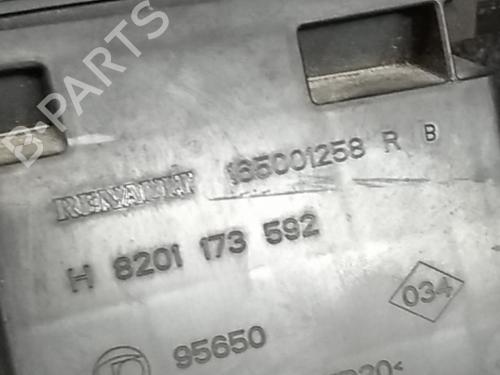 B-PARTS
RENAULT 165001258 R B
H 8201 173 592
034
95650